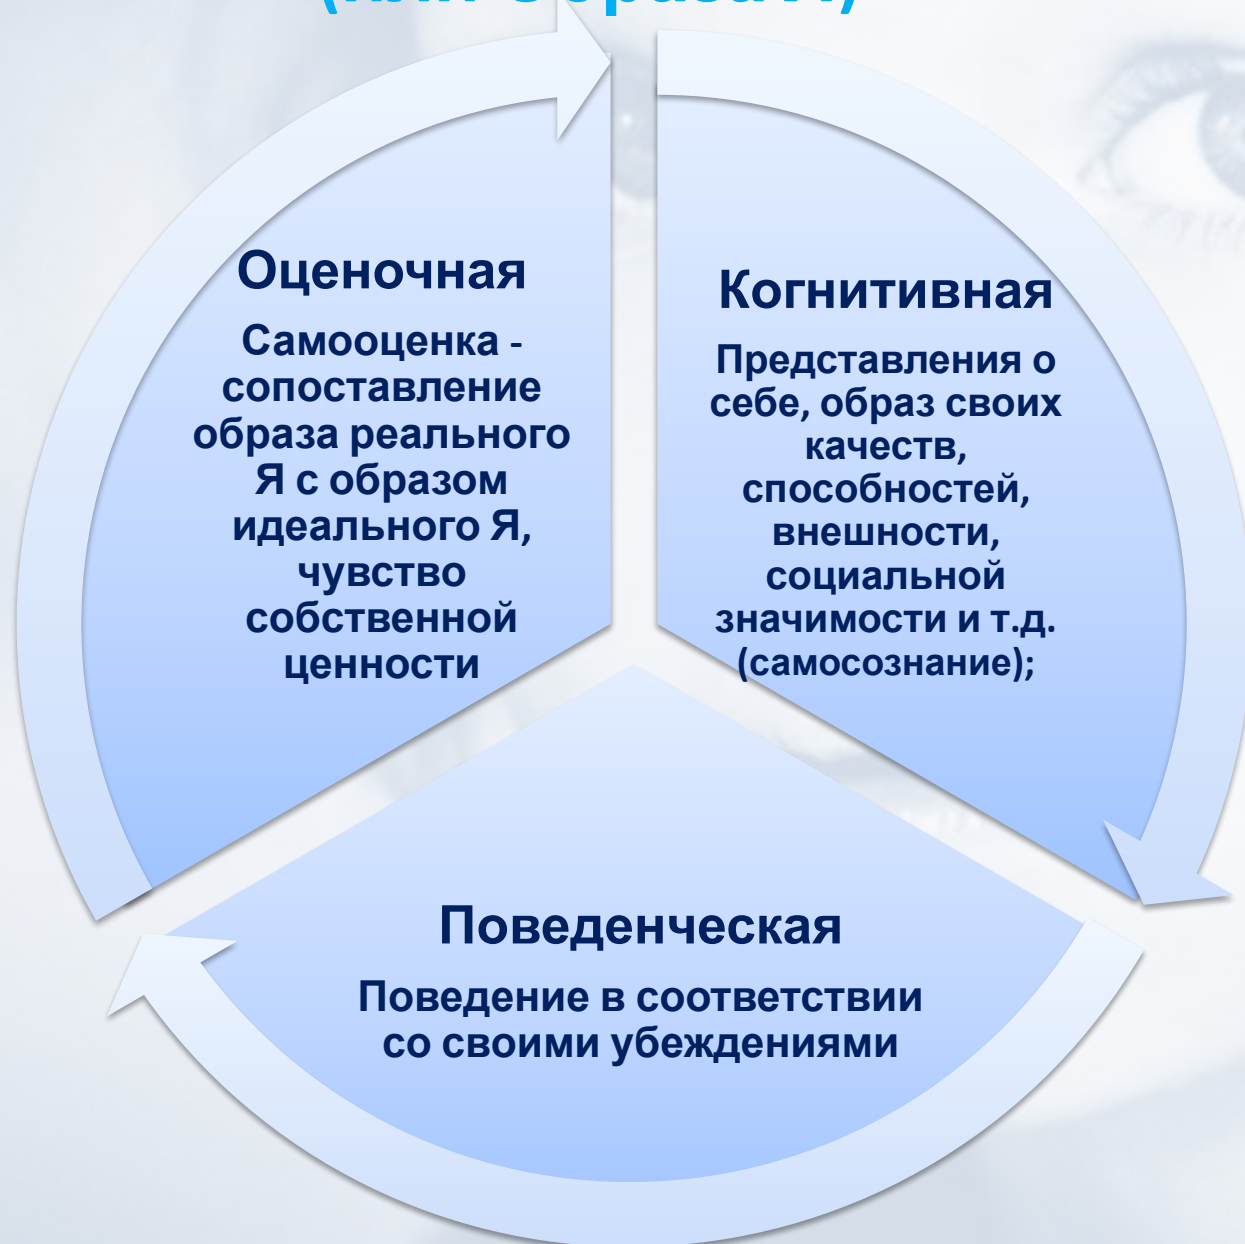 Оценочная
Самооценка -
сопоставление
образа реального
Я с образом
идеального Я,
чувство
собственной
ценности
Когнитивная
Представления о
себе, образ своих
качеств,
способностей,
внешности,
социальной
значимости и т.д.
(самосознание);
Поведенческая
Поведение в соответствии
со своими убеждениями